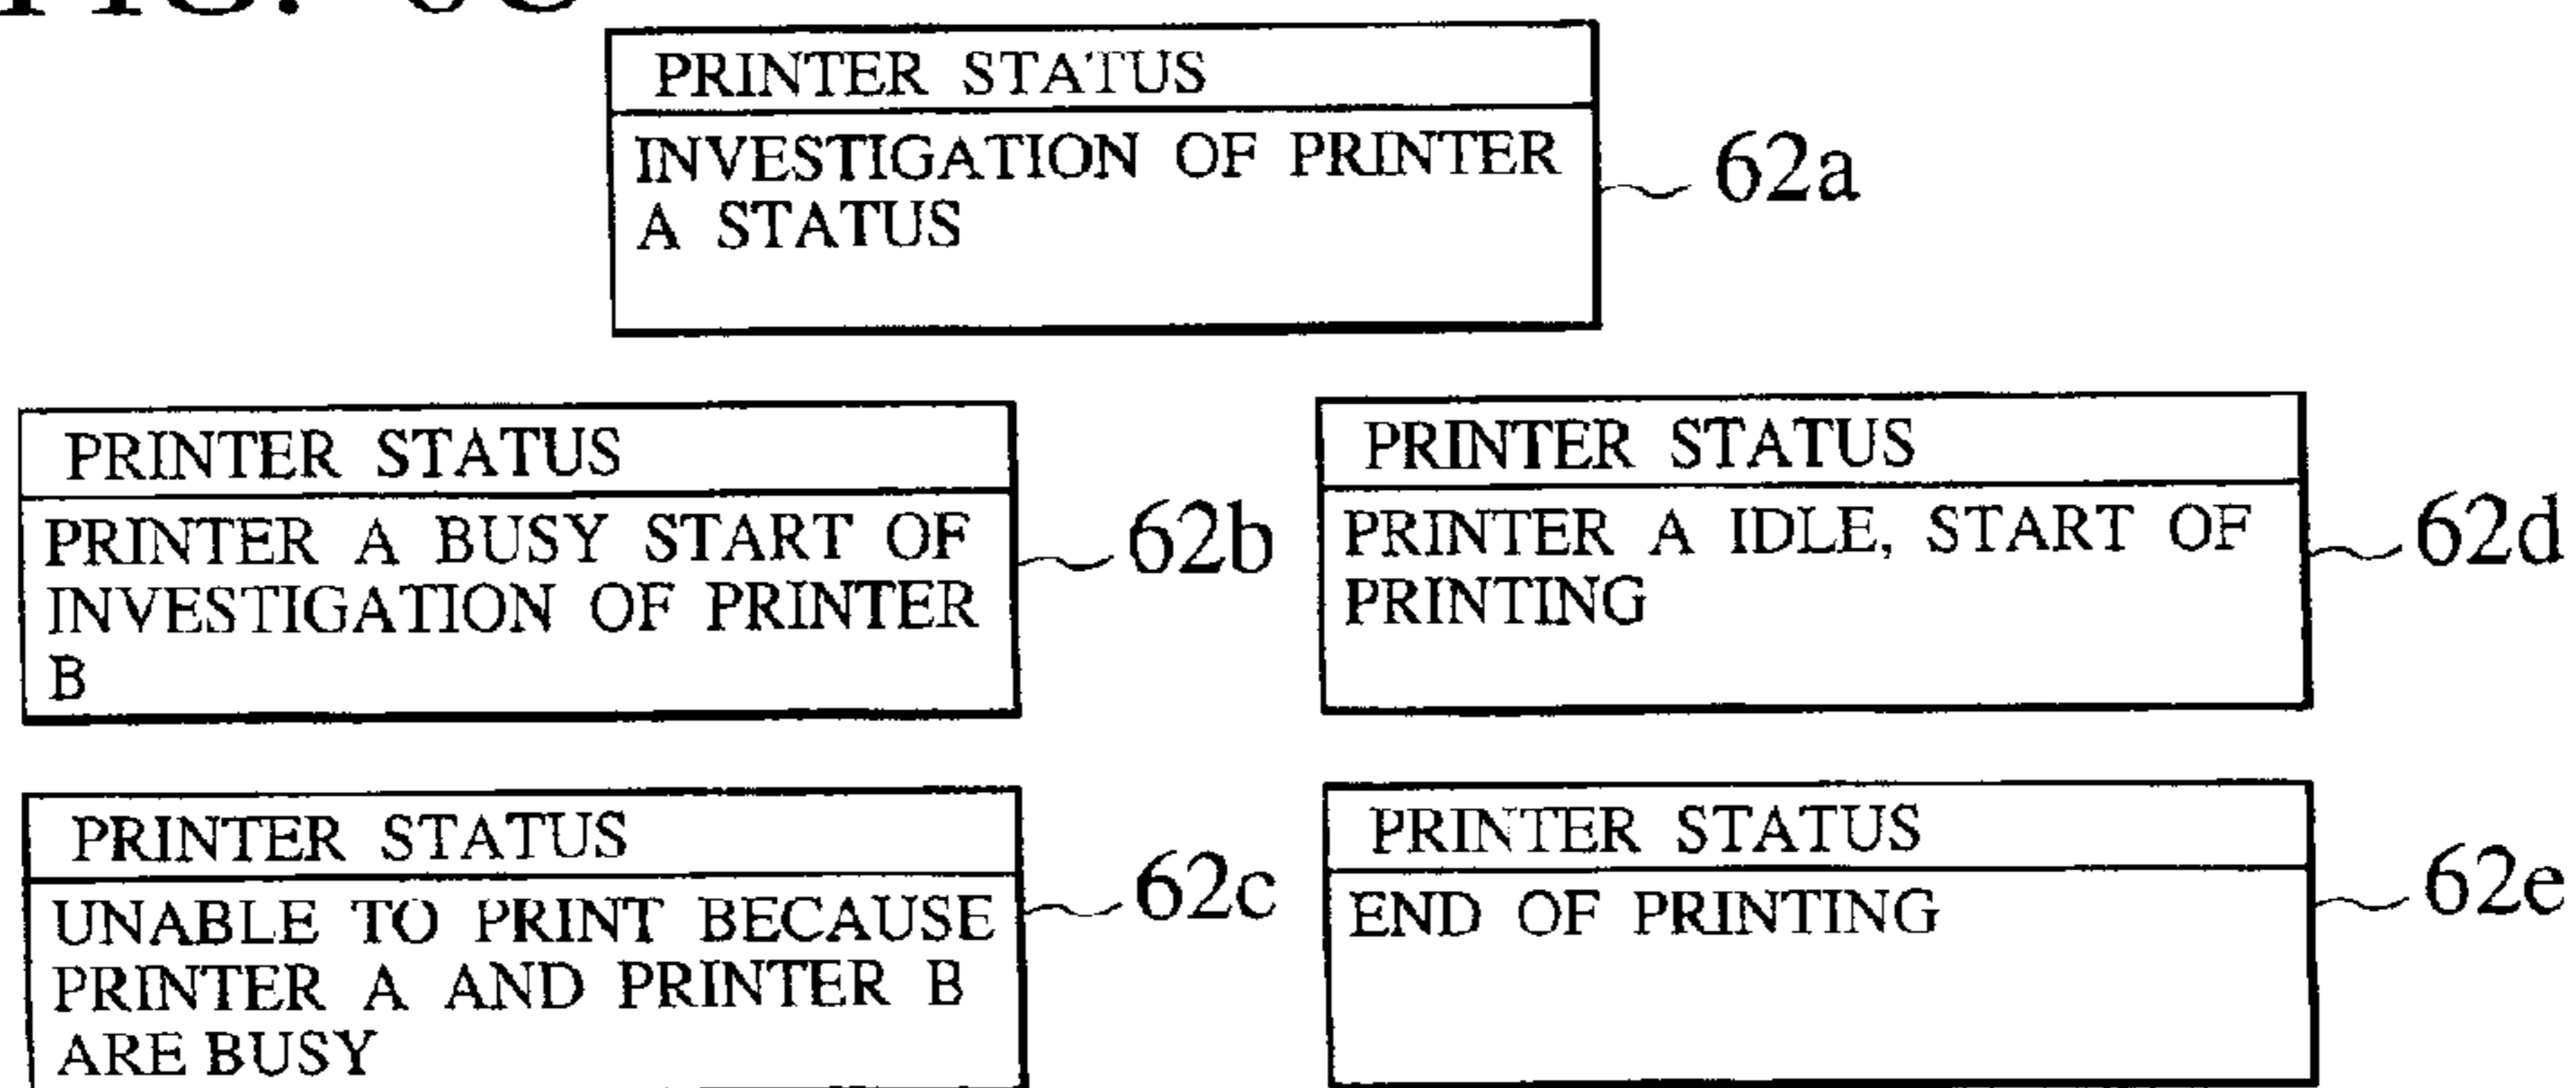 PRINTER STATUS
INVESTIGATION OF PRINTER
A STATUS
62a
PRINTER STATUS
PRINTER A BUSY START OF
INVESTIGATION OF PRINTER
B
62b
PRINTER STATUS
PRINTER A IDLE, START OF
PRINTING
62d
PRINTER STATUS
UNABLE TO PRINT BECAUSE
PRINTER A AND PRINTER B
ARE BUSY
62c
PRINTER STATUS
END OF PRINTING
62e